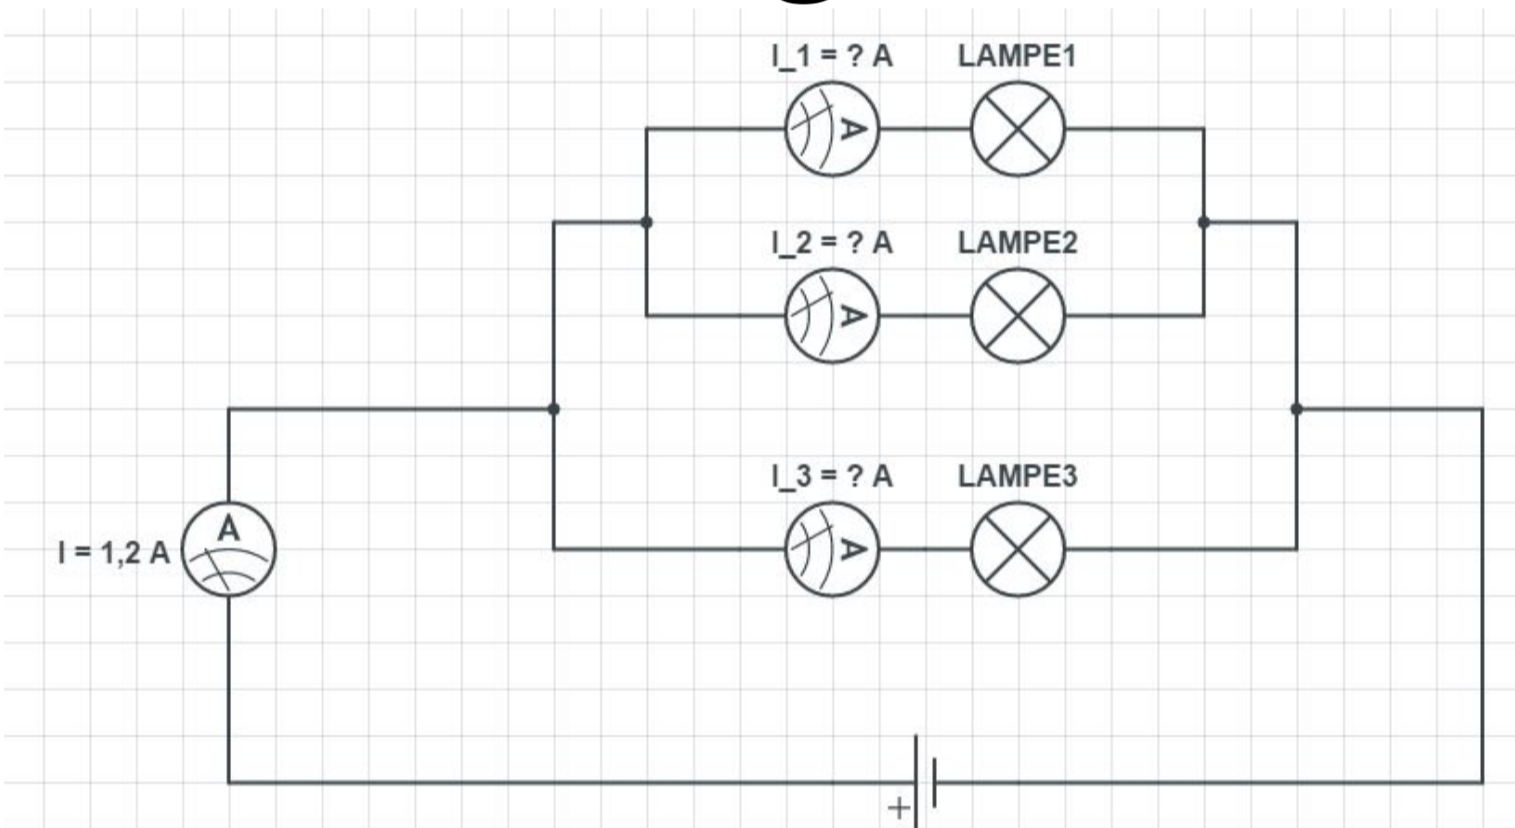 I_1 = ? A LAMPE1
A
I_2 = ? A LAMPE2
A
I_3 = ? A LAMPE3
A
A
I = 1,2 A
+